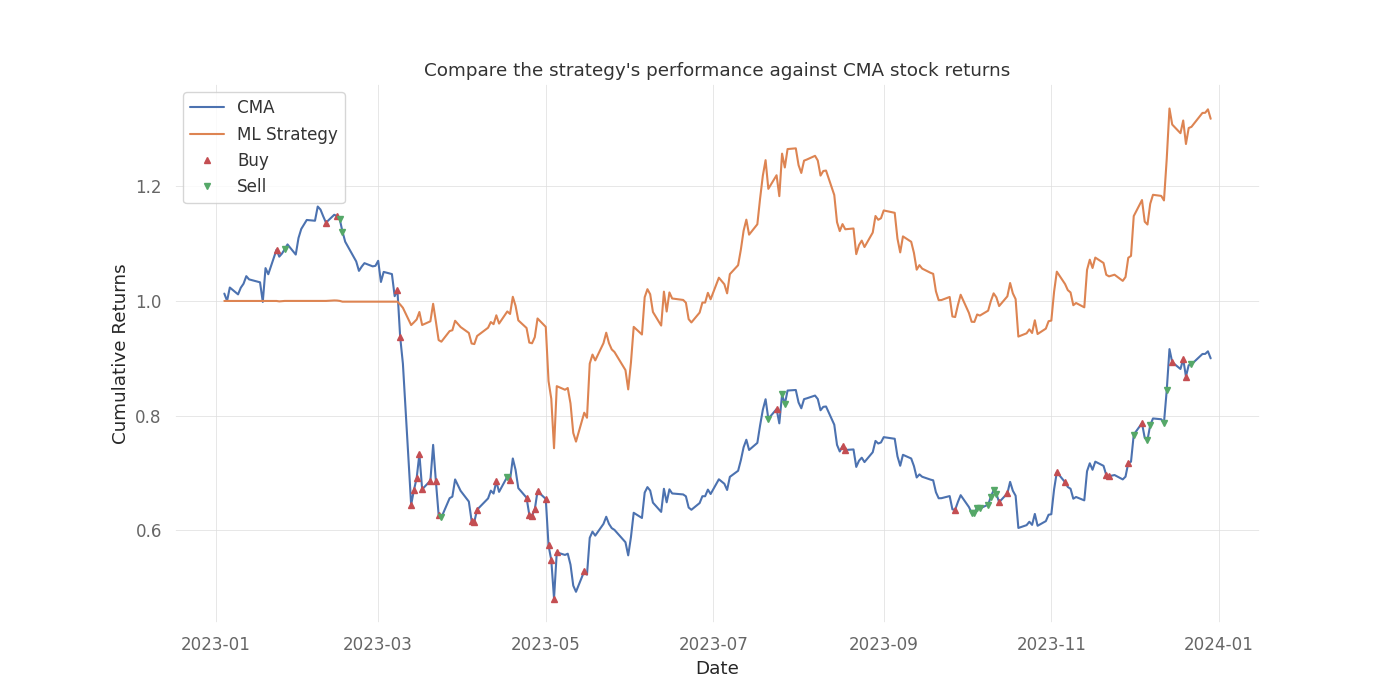 Compare the strategy's performance against CMA stock returns
CMA
ML Strategy
Buy
Sell
Cumulative Returns
1.2
1.0
0.8
0.6
2023-01 2023-03 2023-05 2023-07 2023-09 2023-11 2024-01
Date